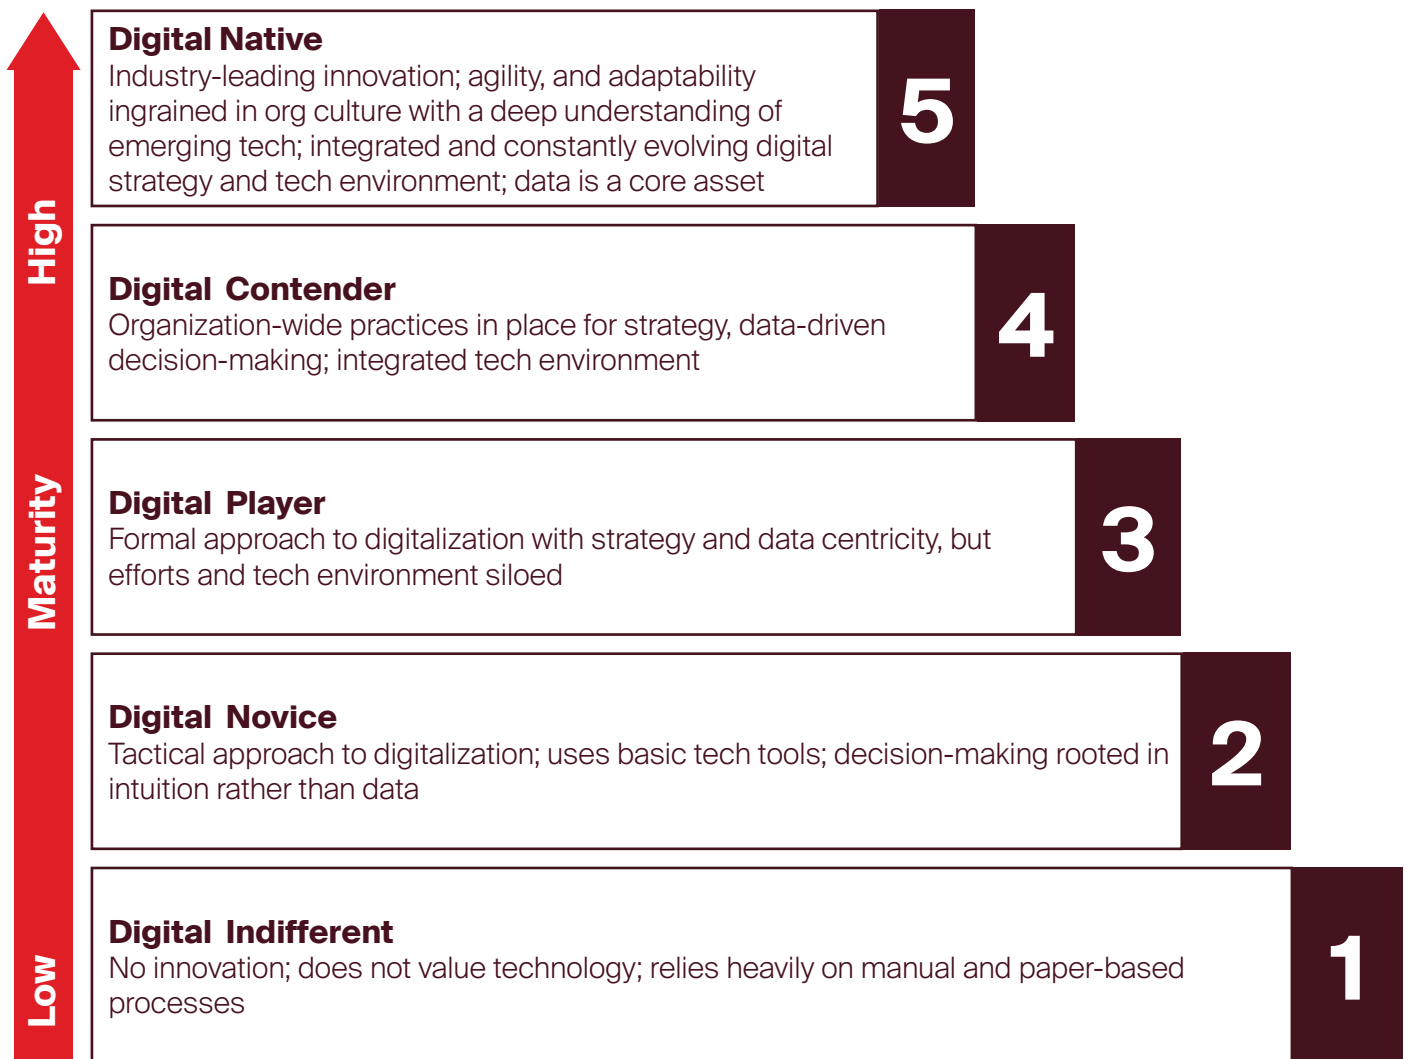 Digital Native
Industry-leading innovation; agility, and adaptability
ingrained in org culture with a deep understanding of
emerging tech; integrated and constantly evolving digital
strategy and tech environment; data is a core asset
5
High
Digital Contender
Organization-wide practices in place for strategy, data-driven
decision-making; integrated tech environment
4
Maturity
Digital Player
Formal approach to digitalization with strategy and data centricity, but
efforts and tech environment siloed
3
Digital Novice
Tactical approach to digitalization; uses basic tech tools; decision-making rooted in
intuition rather than data
2
Low
Digital Indifferent
No innovation; does not value technology; relies heavily on manual and paper-based
processes
1